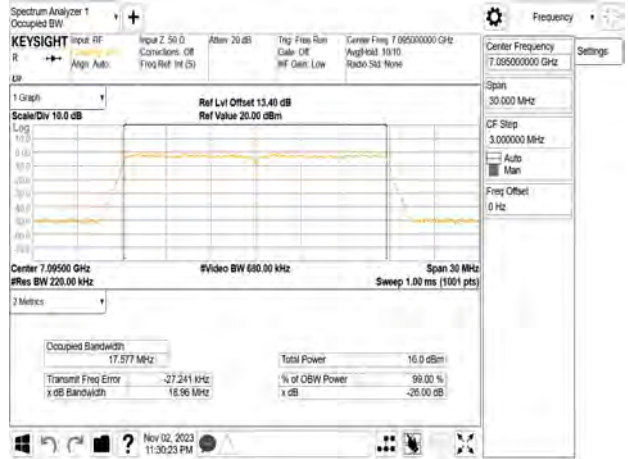 Spectrum Analyzer 1
Occupied BW
Frequency
KEYSIGHT Input: RF
Input Z: 50 Ω
Atten: 20 dB
Trig: Free Run
Center Freq: 7.095000000 GHz
R
Corrections: Off
Gate: Off
Avg|Hold: 10/10
Align: Auto
Freq Ref: Int (S)
#IF Gain: Low
Radio Std: None
Center Frequency
7.095000000 GHz
Settings
Span
30.000 MHz
CF Step
3.000000 MHz
Auto
Man
Freq Offset
0 Hz
1 Graph
Scale/Div 10.0 dB
Ref Lvl Offset 13.40 dB
Ref Value 20.00 dBm
Log
10.0
0.00
Center 7.09500 GHz
#Video BW 680.00 kHz
Span 30 MHz
#Res BW 220.00 kHz
Sweep 1.00 ms (1001 pts)
2 Metrics
Occupied Bandwidth
17.577 MHz
Total Power
16.0 dBm
Transmit Freq Error
-27.241 kHz
% of OBW Power
99.00 %
x dB Bandwidth
18.96 MHz
x dB
-26.00 dB
?
Nov 02, 2023
11:30:23 PM